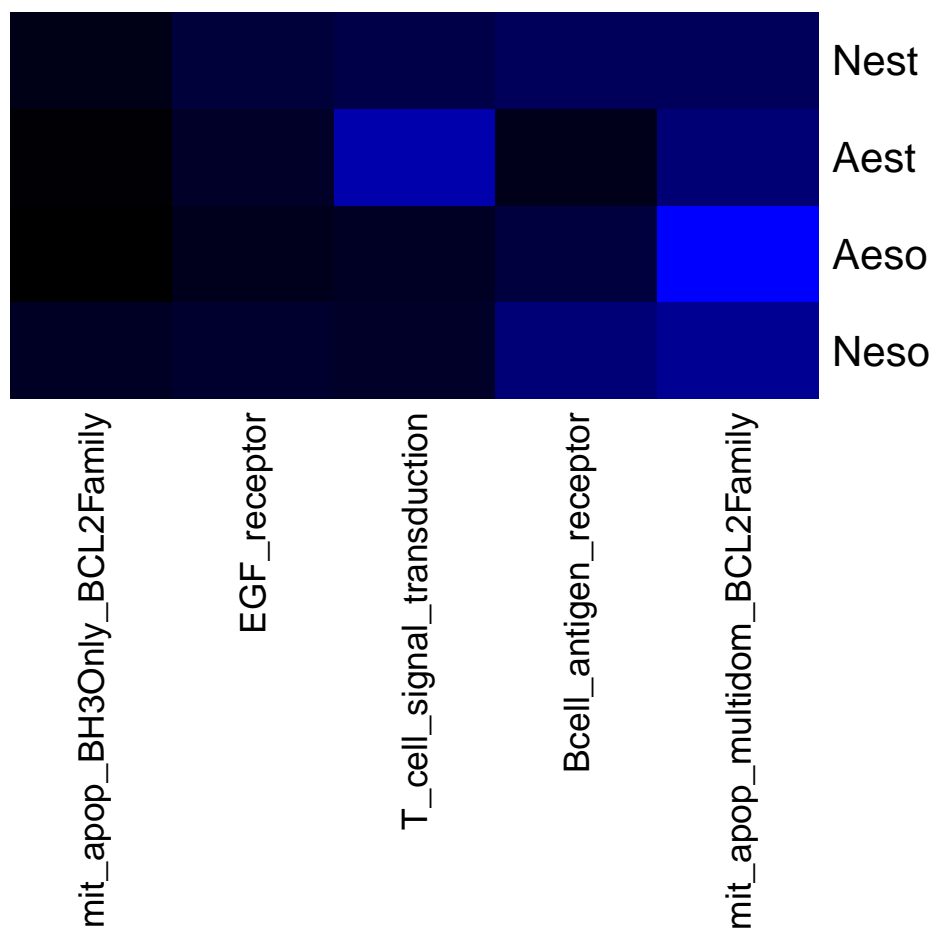 Nest
Aest
Aeso
Neso
mit_apop_BH3Only_BCL2Family
EGF_receptor
T_cell_signal_transduction
Bcell_antigen_receptor
mit_apop_multidom_BCL2Family